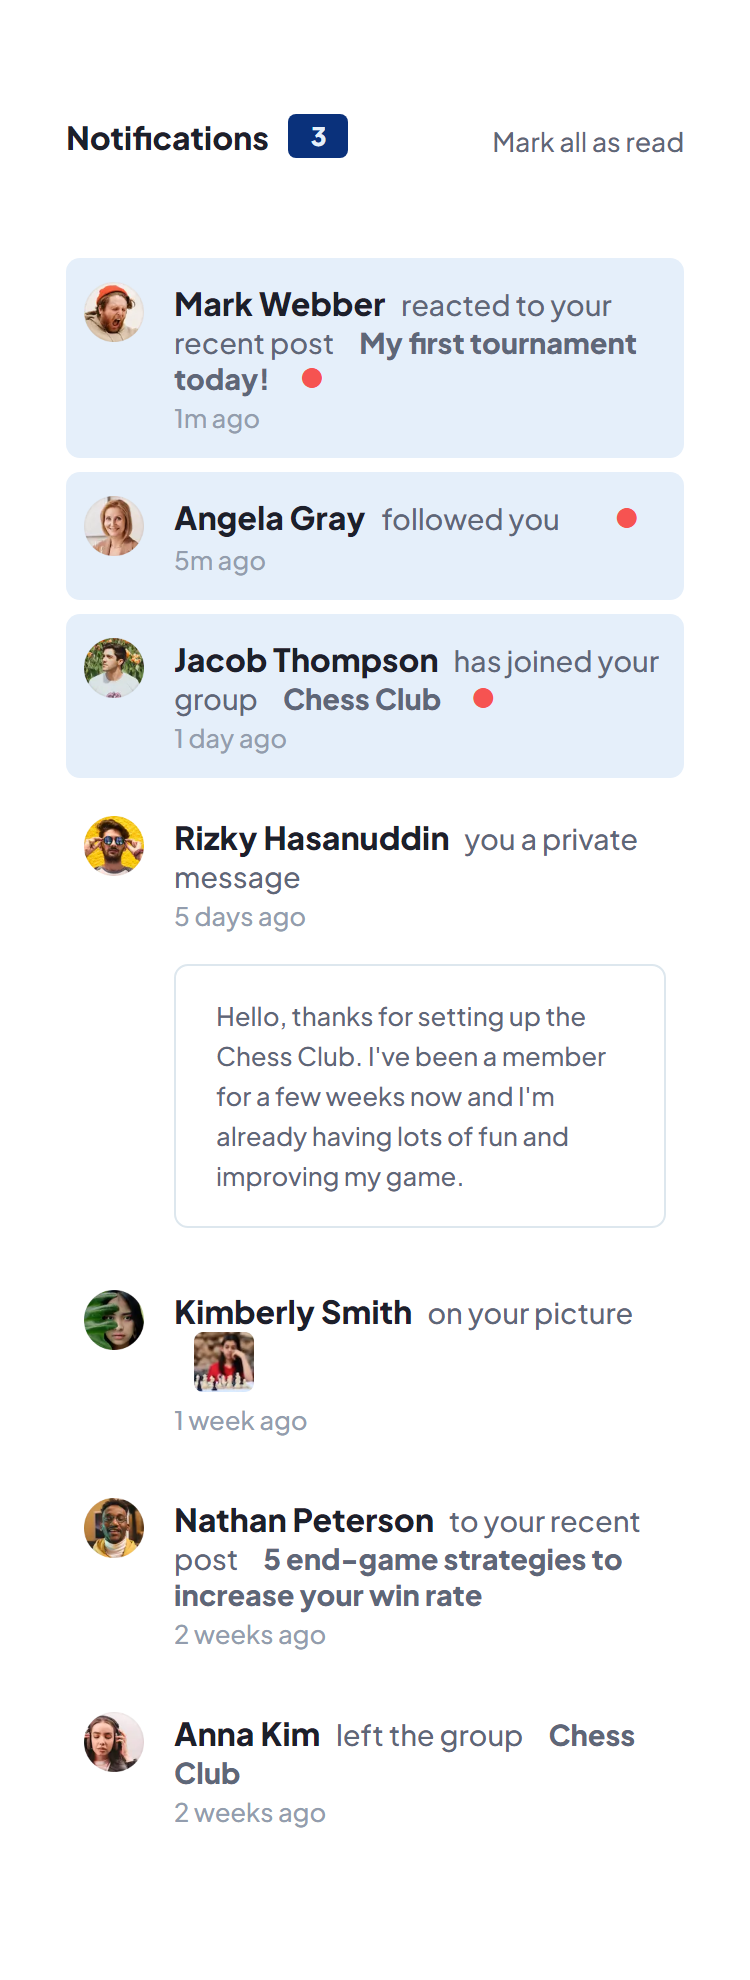 Notifications 3 Mark all as read
Mark Webber reacted to your
recent post My first tournament
today!
1m ago
Angela Gray followed you
5m ago
Jacob Thompson has joined your
group Chess Club
1 day ago
Rizky Hasanuddin you a private
message
5 days ago
Hello, thanks for setting up the
Chess Club. I've been a member
for a few weeks now and I'm
already having lots of fun and
improving my game.
Kimberly Smith on your picture
1 week ago
Nathan Peterson to your recent
post 5 end-game strategies to
increase your win rate
2 weeks ago
Anna Kim left the group Chess
Club
2 weeks ago